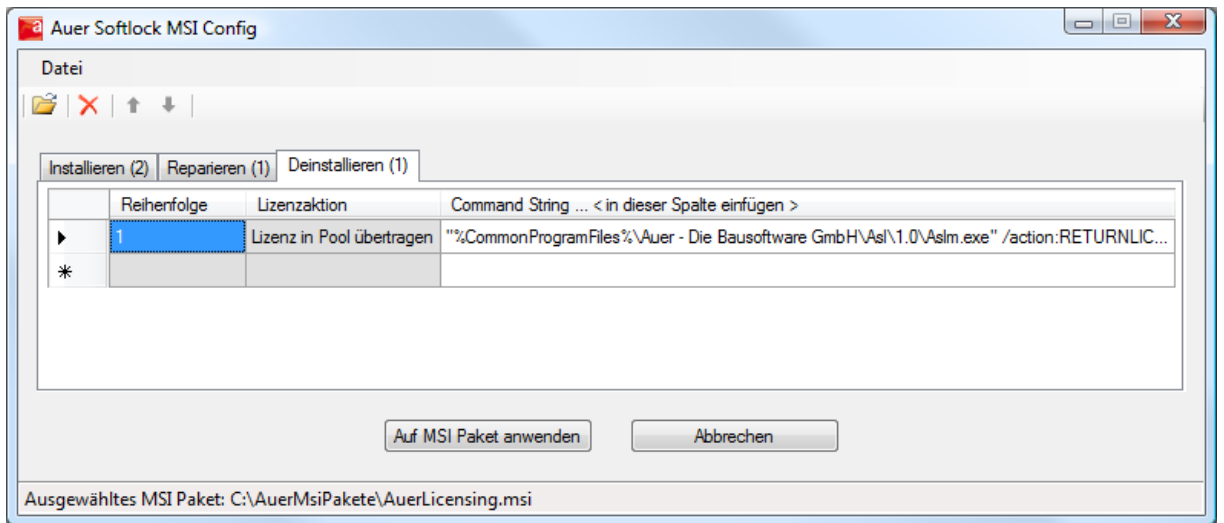 Auer Softlock MSI Config
Datei
Installieren (2) Reparieren (1) Deinstallieren (1)
Reihenfolge Lizenzaktion Command String ... < in dieser Spalte einfügen >
1 Lizenz in Pool übertragen "%CommonProgramFiles%\Auer - Die Bausoftware GmbH\Asl\1.0\Aslm.exe" /action:RETURNLIC...
Auf MSI Paket anwenden Abbrechen
Ausgewähltes MSI Paket: C:\AuerMsiPakete\AuerLicensing.msi